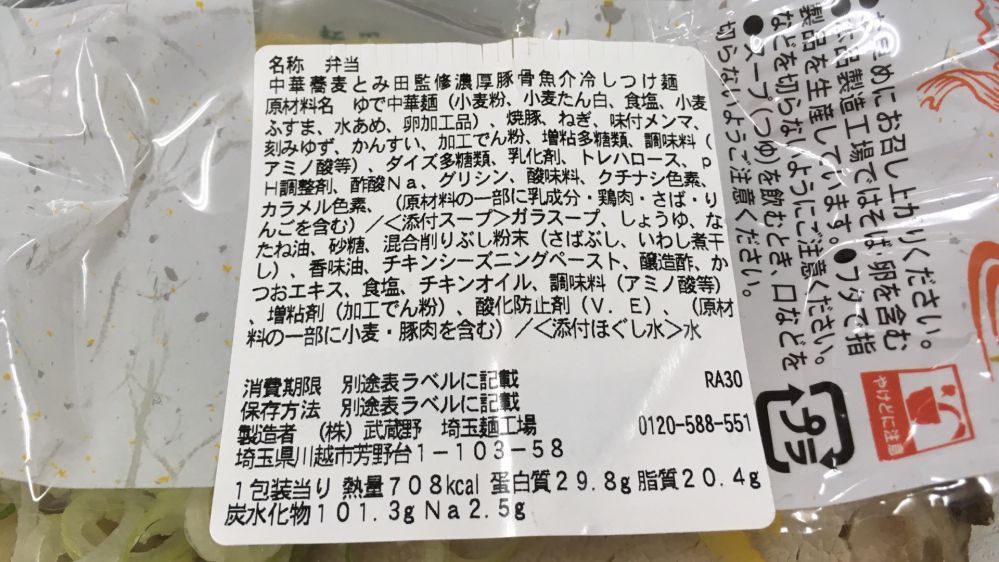 名称 弁当
中華蕎麦とみ田監修濃厚豚骨魚介冷しつけ麺
原材料名 ゆで中華麺（小麦粉、小麦たん白、食塩、小麦
ふすま、水あめ、卵加工品）、焼豚、ねぎ、味付メンマ、
刻みゆず、かんすい、加工でん粉、増粘多糖類、調味料（
アミノ酸等）、ダイズ多糖類、乳化剤、トレハロース、ｐ
Ｈ調整剤、酢酸Ｎａ、グリシン、酸味料、クチナシ色素、
カラメル色素、（原材料の一部に乳成分・鶏肉・さば・り
んごを含む）／＜添付スープ＞ガラスープ、しょうゆ、な
たね油、砂糖、混合削りぶし粉末（さばぶし、いわし煮干
し）、香味油、チキンシーズニングペースト、醸造酢、か
つおエキス、食塩、チキンオイル、調味料（アミノ酸等）
、増粘剤（加工でん粉）、酸化防止剤（Ｖ．Ｅ）、（原材
料の一部に小麦・豚肉を含む）／＜添付ほぐし水＞水
消費期限 別途表ラベルに記載
RA30
保存方法 別途表ラベルに記載
製造者 （株）武蔵野 埼玉麺工場
0120-588-551
埼玉県川越市芳野台１－１０３－５８
１包装当り 熱量７０８kcal 蛋白質２９．８g 脂質２０．４g
炭水化物１０１．３g Ｎａ２．５g
早めにお召し上がりください。
●本品製造工場ではそば・卵を含む
製品を生産しています。●フタで指
などを切らないようにご注意ください。
●スープ（つゆ）を飲むとき、口などを
切らないようご注意ください。
プラ
やけどに注意